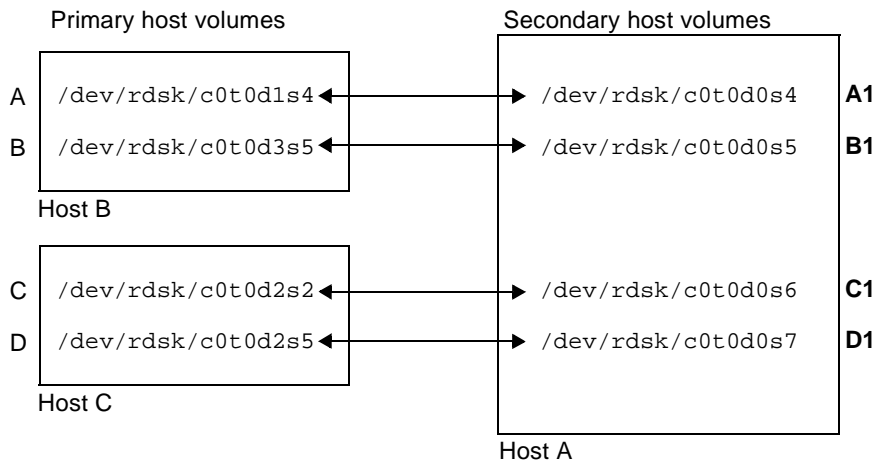 Primary host volumes Secondary host volumes
A /dev/rdsk/c0t0d1s4 /dev/rdsk/c0t0d0s4 A1
B /dev/rdsk/c0t0d3s5 /dev/rdsk/c0t0d0s5 B1
Host B
C /dev/rdsk/c0t0d2s2 /dev/rdsk/c0t0d0s6 C1
D /dev/rdsk/c0t0d2s5 /dev/rdsk/c0t0d0s7 D1
Host C
Host A